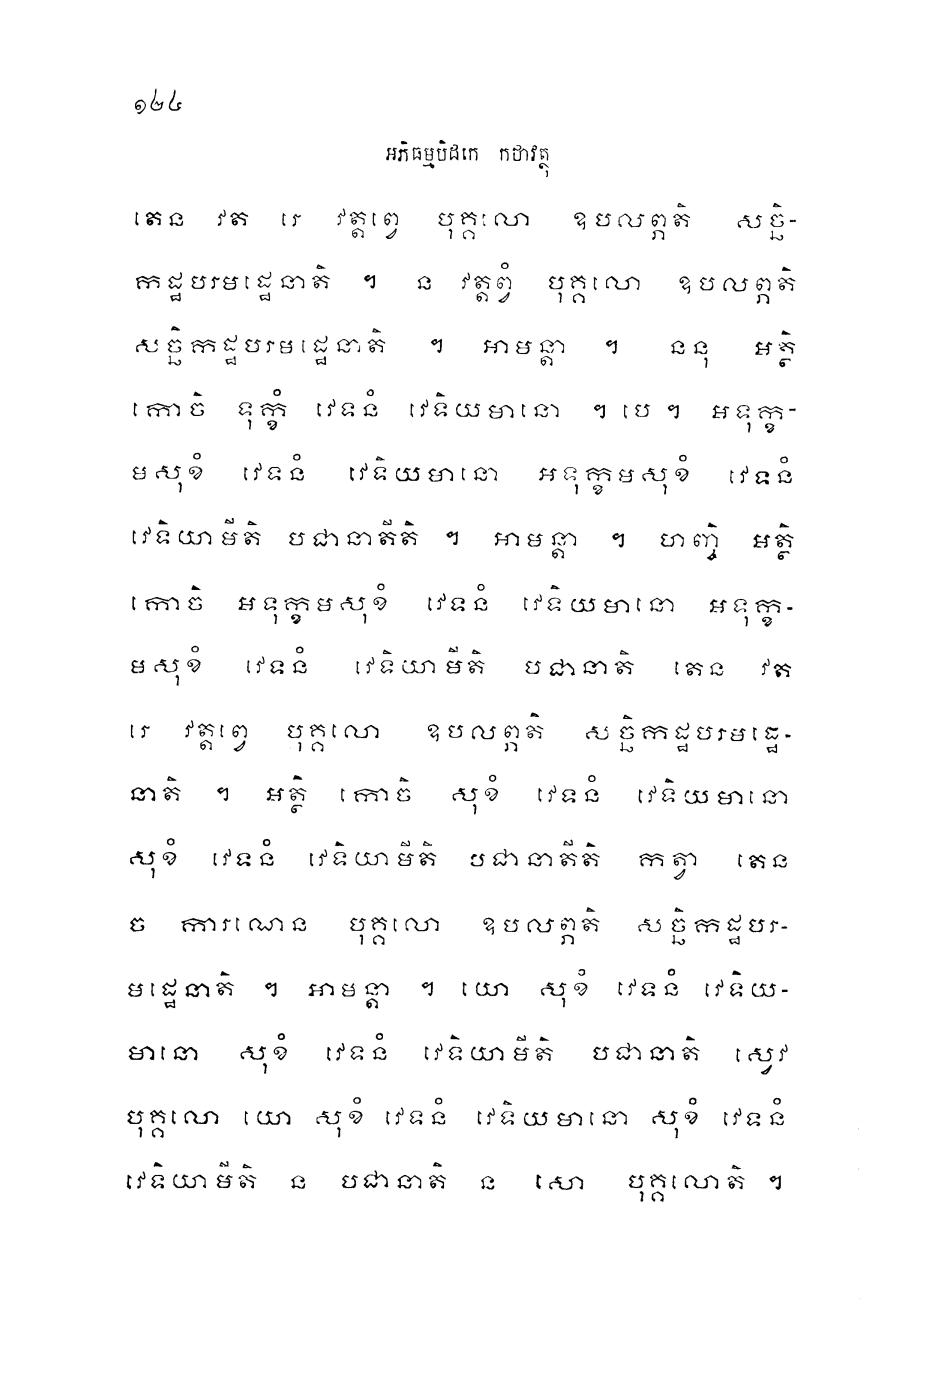 ១២៤
អភិធម្មបិដកេ កថាវត្ថុ
តេន វត រេ វត្តព្វេ បុគ្គលោ ឧបលព្ភតិ សច្ចិ-
កដ្ឋបរមដ្ឋេនាតិ ។ ន វត្តព្វំ បុគ្គលោ ឧបលព្ភតិ
សច្ចិកដ្ឋបរមដ្ឋេនាតិ ។ អាមន្តា ។ ននុ អត្ថិ
កោចិ ទុក្ខំ វេទនំ វេទិយមានោ ។ បេ ។ អទុក្ខ-
មសុខំ វេទនំ វេទិយមានោ អទុក្ខមសុខំ វេទនំ
វេទិយាមីតិ បជានាតីតិ ។ អាមន្តា ។ ហញ្ចិ អត្ថិ
កោចិ អទុក្ខមសុខំ វេទនំ វេទិយមានោ អទុក្ខ-
មសុខំ វេទនំ វេទិយាមីតិ បជានាតិ តេន វត
រេ វត្តព្វេ បុគ្គលោ ឧបលព្ភតិ សច្ចិកដ្ឋបរមដ្ឋេ-
នាតិ ។ អត្ថិ កោចិ សុខំ វេទនំ វេទិយមានោ
សុខំ វេទនំ វេទិយាមីតិ បជានាតីតិ កត្វា តេន
ច ការណេន បុគ្គលោ ឧបលព្ភតិ សច្ចិកដ្ឋបរ-
មដ្ឋេនាតិ ។ អាមន្តា ។ យោ សុខំ វេទនំ វេទិយ-
មានោ សុខំ វេទនំ វេទិយាមីតិ បជានាតិ ស្វេវ
បុគ្គលោ យោ សុខំ វេទនំ វេទិយមានោ សុខំ វេទនំ
វេទិយាមីតិ ន បជានាតិ ន សោ បុគ្គលោតិ ។